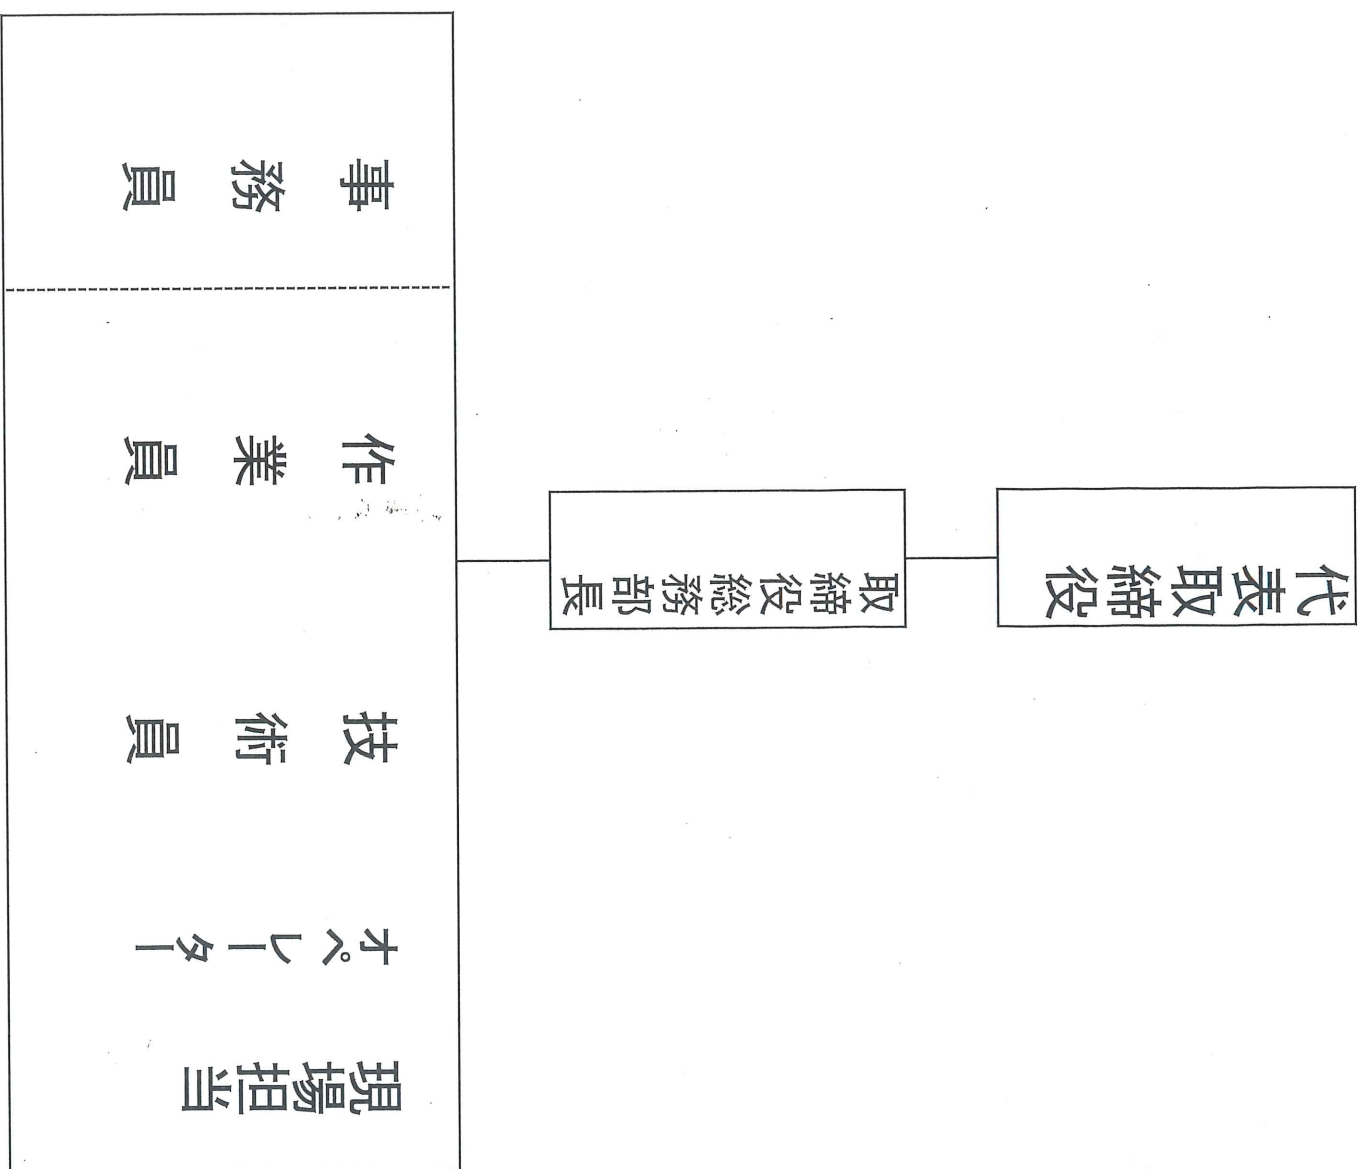 代表取締役
取締役総務部長
現場担当
オペレーター
技術員
作業員
事務員